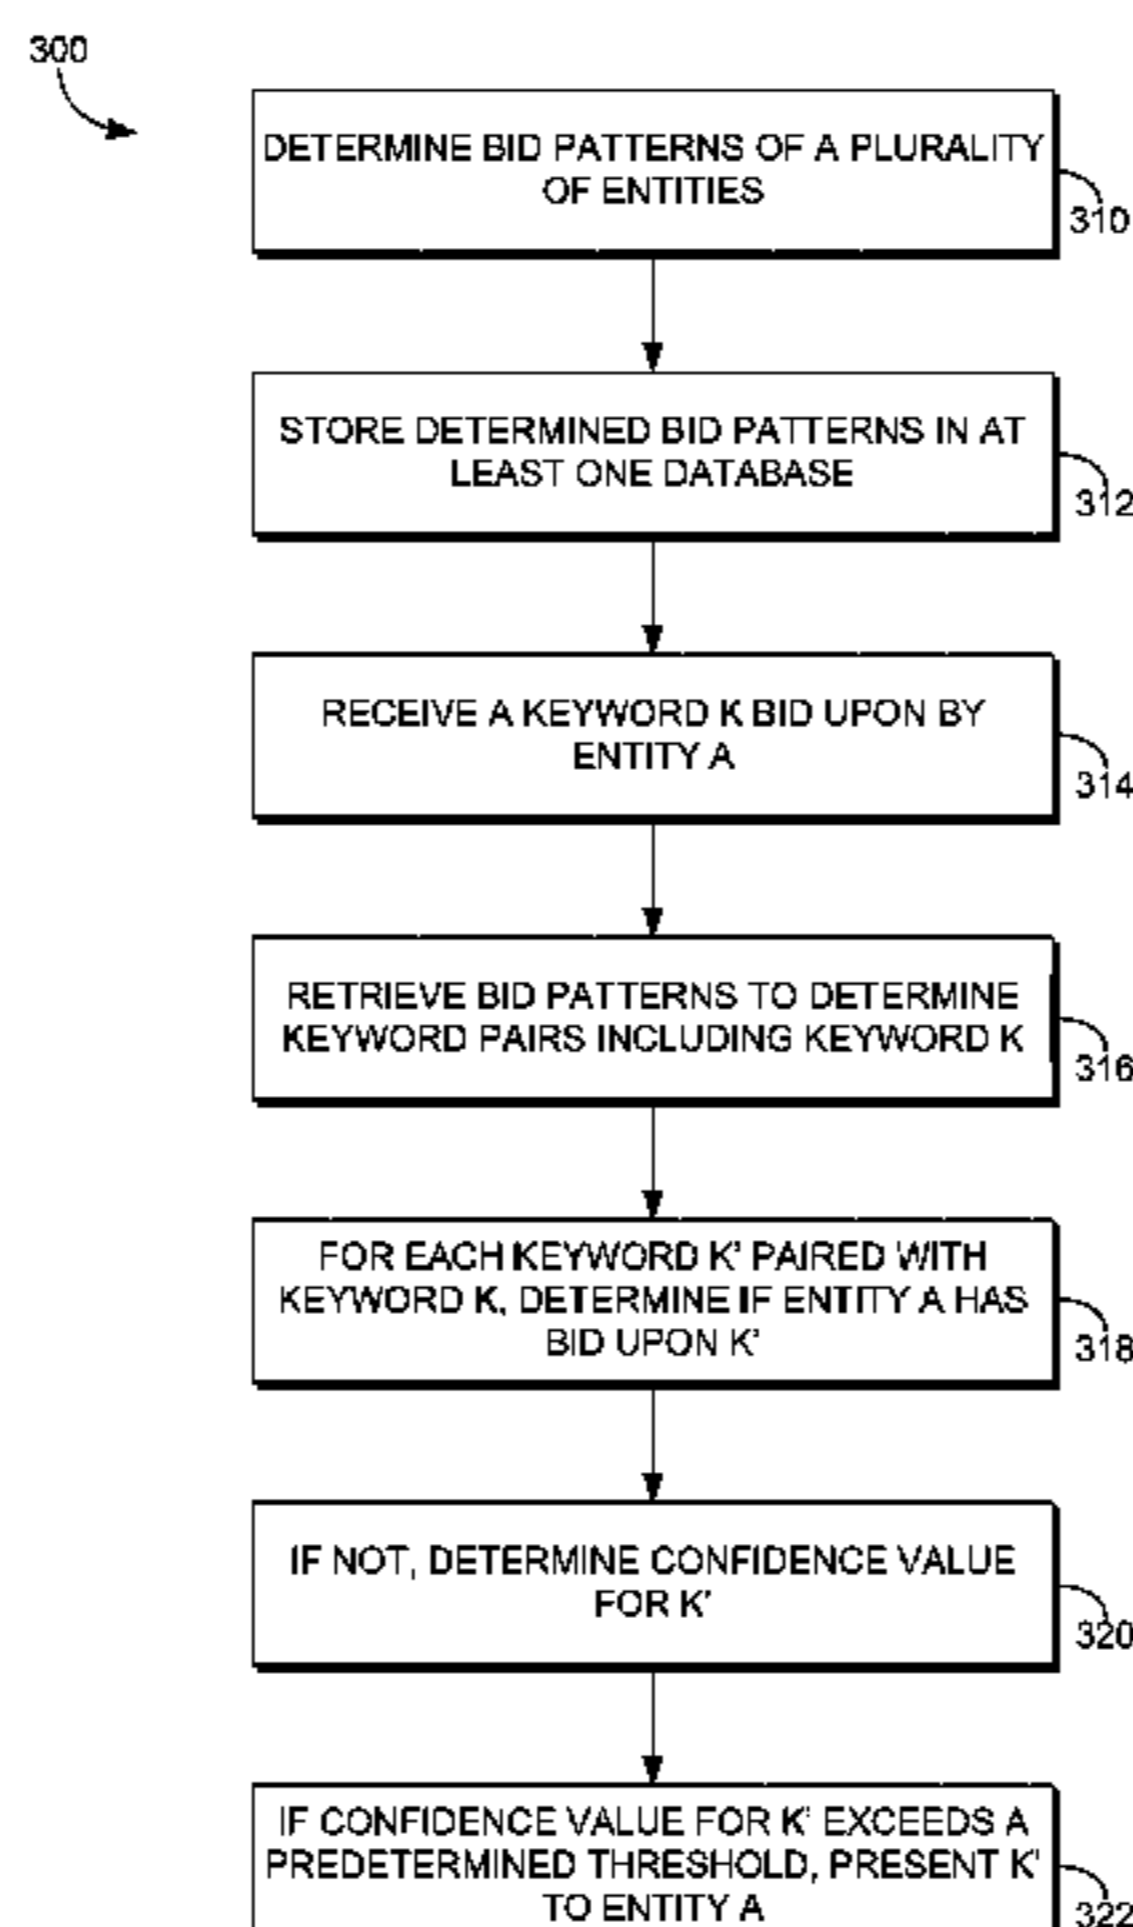 300
DETERMINE BID PATTERNS OF A PLURALITY
OF ENTITIES
310
STORE DETERMINED BID PATTERNS IN AT
LEAST ONE DATABASE
312
RECEIVE A KEYWORD K BID UPON BY
ENTITY A
314
RETRIEVE BID PATTERNS TO DETERMINE
KEYWORD PAIRS INCLUDING KEYWORD K
316
FOR EACH KEYWORD K' PAIRED WITH
KEYWORD K, DETERMINE IF ENTITY A HAS
BID UPON K'
318
IF NOT, DETERMINE CONFIDENCE VALUE
FOR K'
320
IF CONFIDENCE VALUE FOR K' EXCEEDS A
PREDETERMINED THRESHOLD, PRESENT K'
TO ENTITY A
322